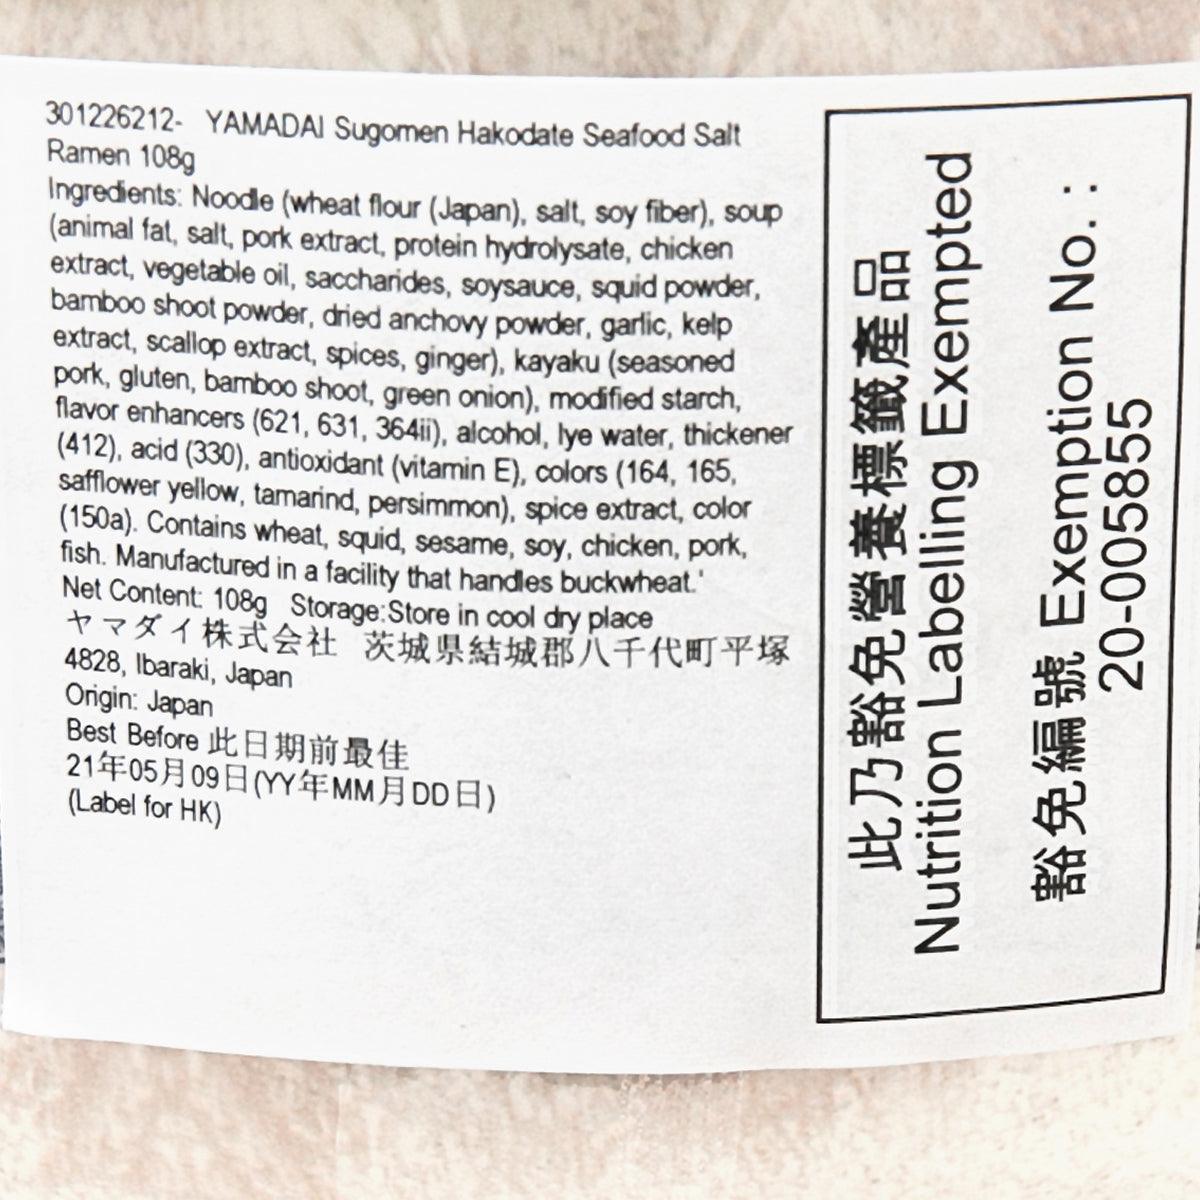 301226212- YAMADAI Sugomen Hakodate Seafood Salt
Ramen 108g
Ingredients: Noodle (wheat flour (Japan), salt, soy fiber), soup
(animal fat, salt, pork extract, protein hydrolysate, chicken
extract, vegetable oil, saccharides, soysauce, squid powder,
bamboo shoot powder, dried anchovy powder, garlic, kelp
extract, scallop extract, spices, ginger), kayaku (seasoned
pork, gluten, bamboo shoot, green onion), modified starch,
flavor enhancers (621, 631, 364ii), alcohol, lye water, thickener
(412), acid (330), antioxidant (vitamin E), colors (164, 165,
safflower yellow, tamarind, persimmon), spice extract, color
(150a). Contains wheat, squid, sesame, soy, chicken, pork,
fish. Manufactured in a facility that handles buckwheat.'
Net Content: 108g Storage:Store in cool dry place
ヤマダイ株式会社 茨城県結城郡八千代町平塚
4828, Ibaraki, Japan
Origin: Japan
Best Before 此日期前最佳
21年05月09日(YY年MM月DD日)
(Label for HK)
此乃豁免營養標籤產品
Nutrition Labelling Exempted
豁免編號 Exemption No. :
20-005855